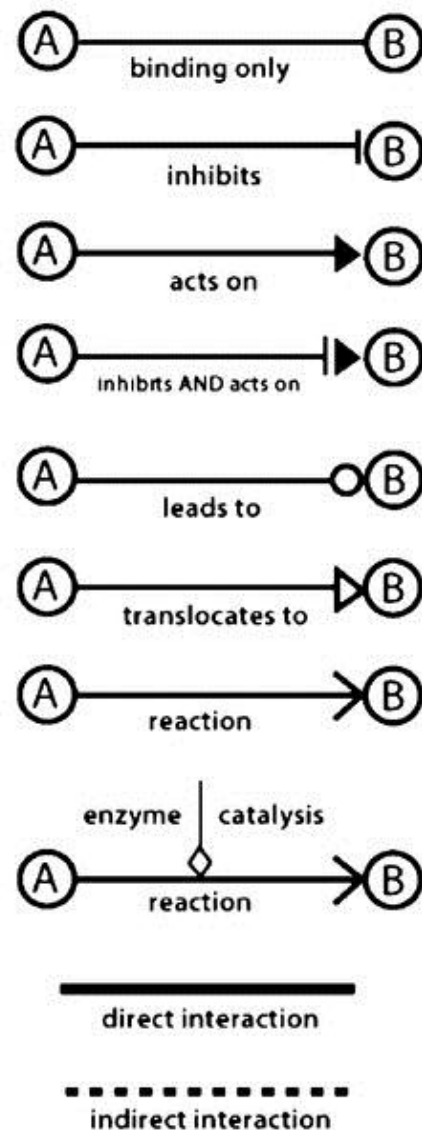 A B
binding only
A B
inhibits
A B
acts on
A B
inhibits AND acts on
A B
leads to
A B
translocates to
A B
reaction
enzyme catalysis
A B
reaction
direct interaction
indirect interaction